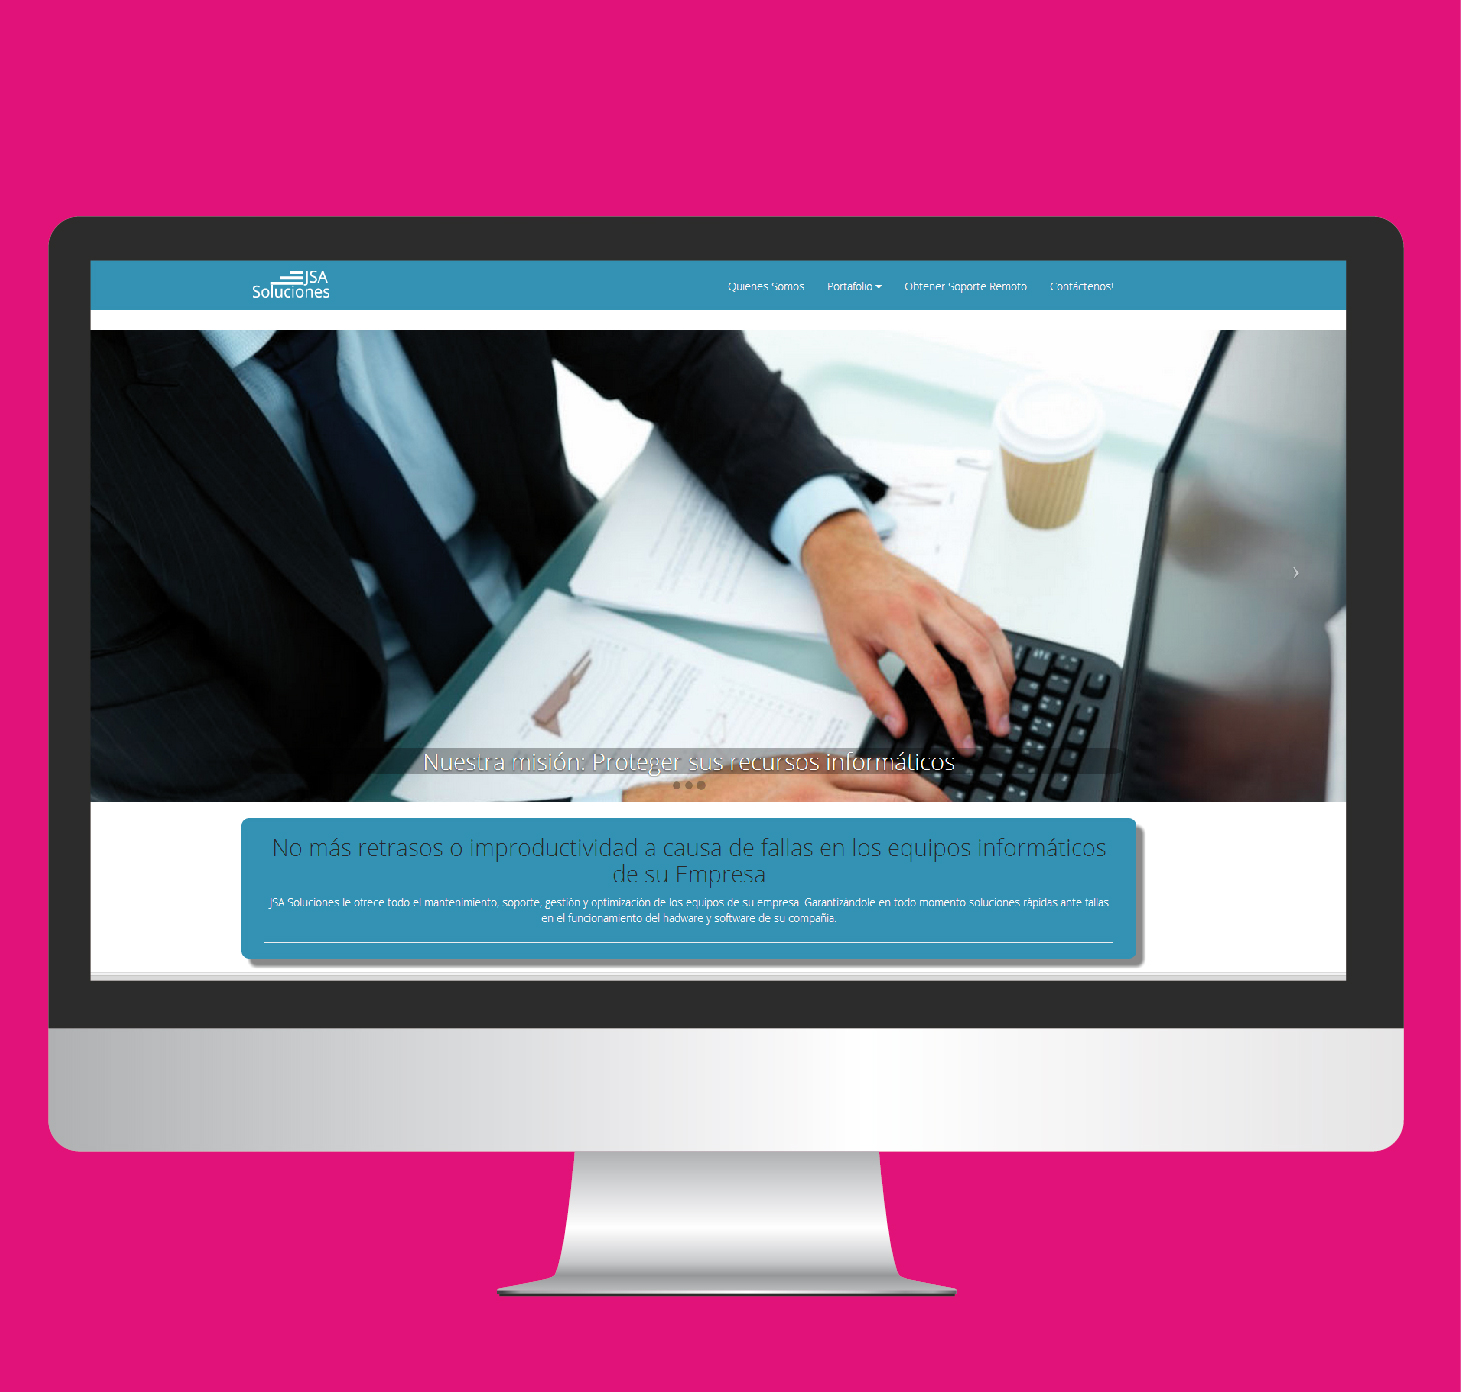 JSA
Soluciones
Quienes Somos Portafolio Obtener Soporte Remoto Contáctenos!
Nuestra misión: Proteger sus recursos informáticos
No más retrasos o improductividad a causa de fallas en los equipos informáticos
de su Empresa
JSA Soluciones le ofrece todo el mantenimiento, soporte, gestión y optimización de los equipos de su empresa. Garantizándole en todo momento soluciones rápidas ante fallas
en el funcionamiento del hadware y software de su compañia.